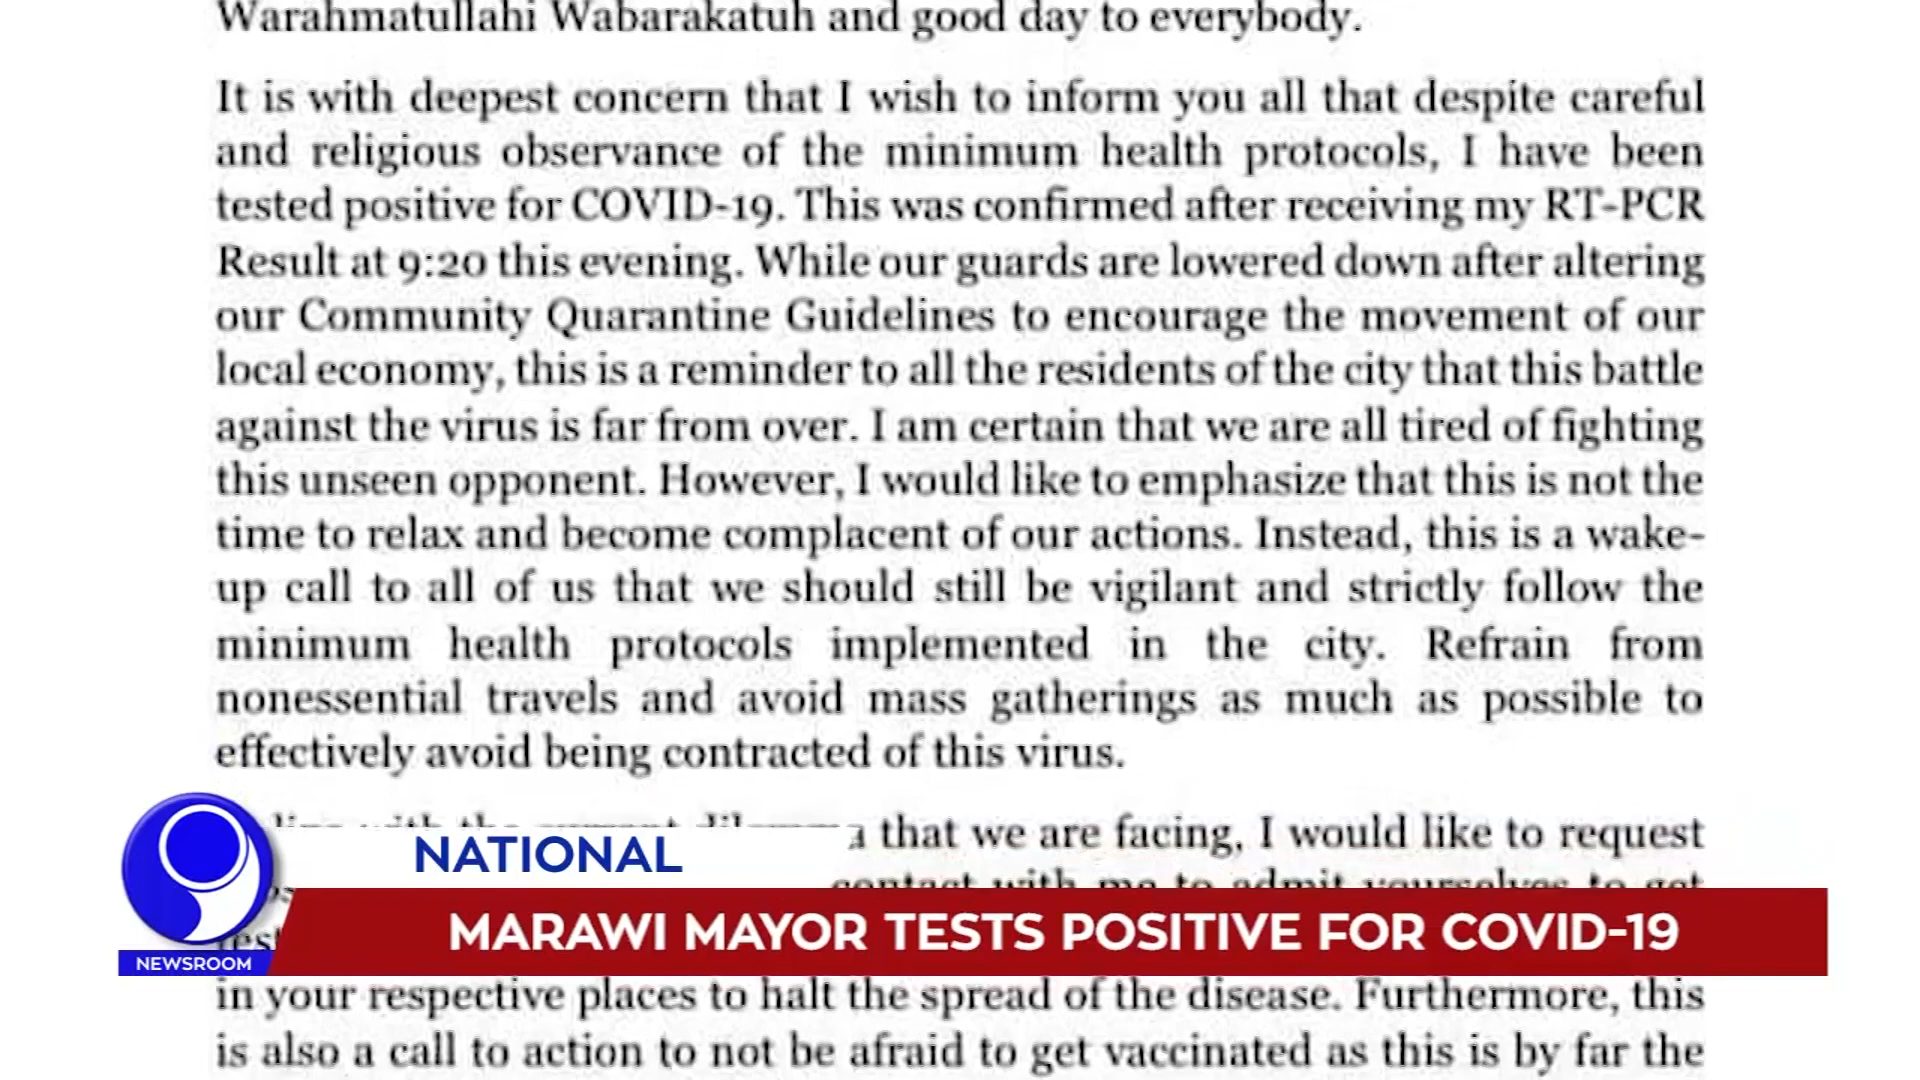 Warahmatullahi Wabarakatuh and good day to everybody.
It is with deepest concern that I wish to inform you all that despite careful
and religious observance of the minimum health protocols, I have been
tested positive for COVID-19. This was confirmed after receiving my RT-PCR
Result at 9:20 this evening. While our guards are lowered down after altering
our Community Quarantine Guidelines to encourage the movement of our
local economy, this is a reminder to all the residents of the city that this battle
against the virus is far from over. I am certain that we are all tired of fighting
this unseen opponent. However, I would like to emphasize that this is not the
time to relax and become complacent of our actions. Instead, this is a wake-
up call to all of us that we should still be vigilant and strictly follow the
minimum health protocols implemented in the city. Refrain from
nonessential travels and avoid mass gatherings as much as possible to
effectively avoid being contracted of this virus.
with the current that we are facing, I would like to request
contact with me to admit yourselves to get
in your respective places to halt the spread of the disease. Furthermore, this
is also a call to action to not be afraid to get vaccinated as this is by far the
NATIONAL
MARAWI MAYOR TESTS POSITIVE FOR COVID-19
NEWSROOM